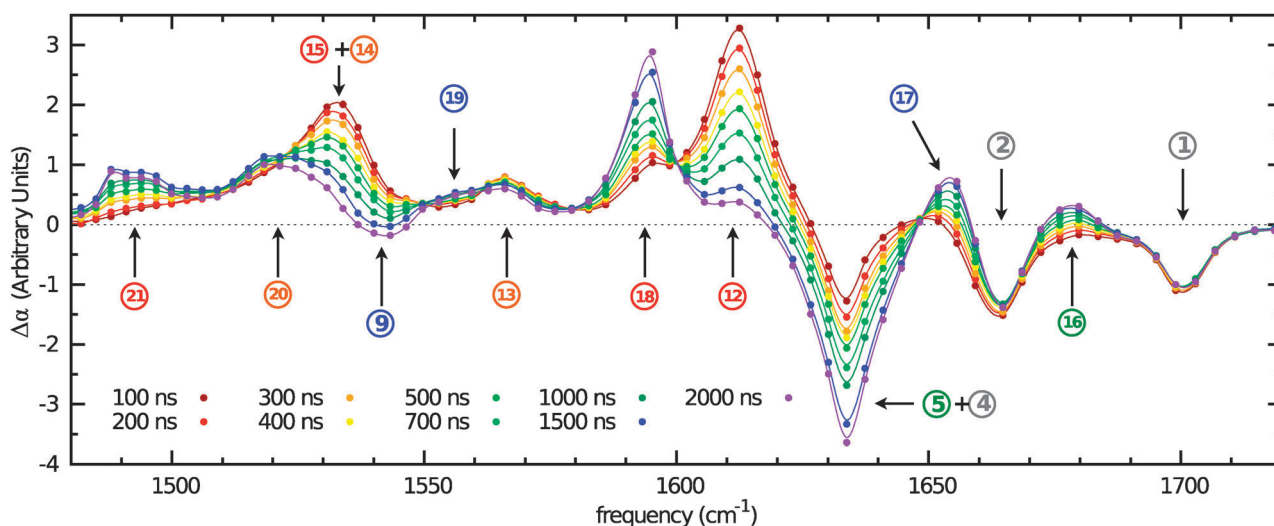 3
2
1
0
-1
-2
-3
-4
Δα (Arbitrary Units)
15 + 14
19
17
2
1
21
20
9
13
18
12
16
5 + 4
100 ns 300 ns 500 ns 1000 ns 2000 ns
200 ns 400 ns 700 ns 1500 ns
1500 1550 1600 1650 1700
frequency (cm⁻¹)